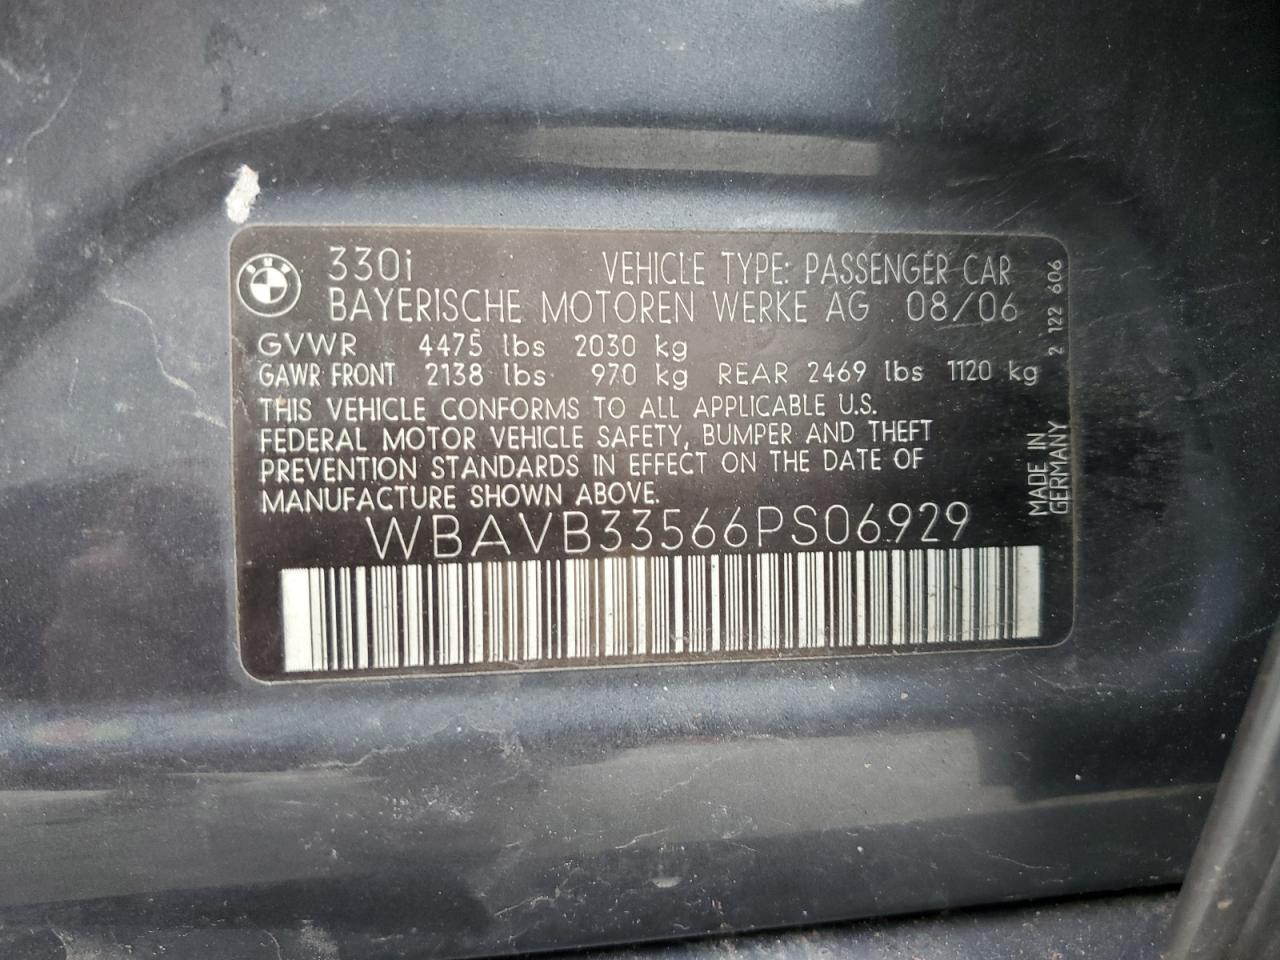 BMW
330i VEHICLE TYPE: PASSENGER CAR
BAYERISCHE MOTOREN WERKE AG 08/06
GVWR 4475 lbs 2030 kg
GAWR FRONT 2138 lbs 970 kg REAR 2469 lbs 1120 kg
THIS VEHICLE CONFORMS TO ALL APPLICABLE U.S.
FEDERAL MOTOR VEHICLE SAFETY, BUMPER AND THEFT
PREVENTION STANDARDS IN EFFECT ON THE DATE OF
MANUFACTURE SHOWN ABOVE.
WBAVB33566PS06929
2 122 606
MADE IN
GERMANY